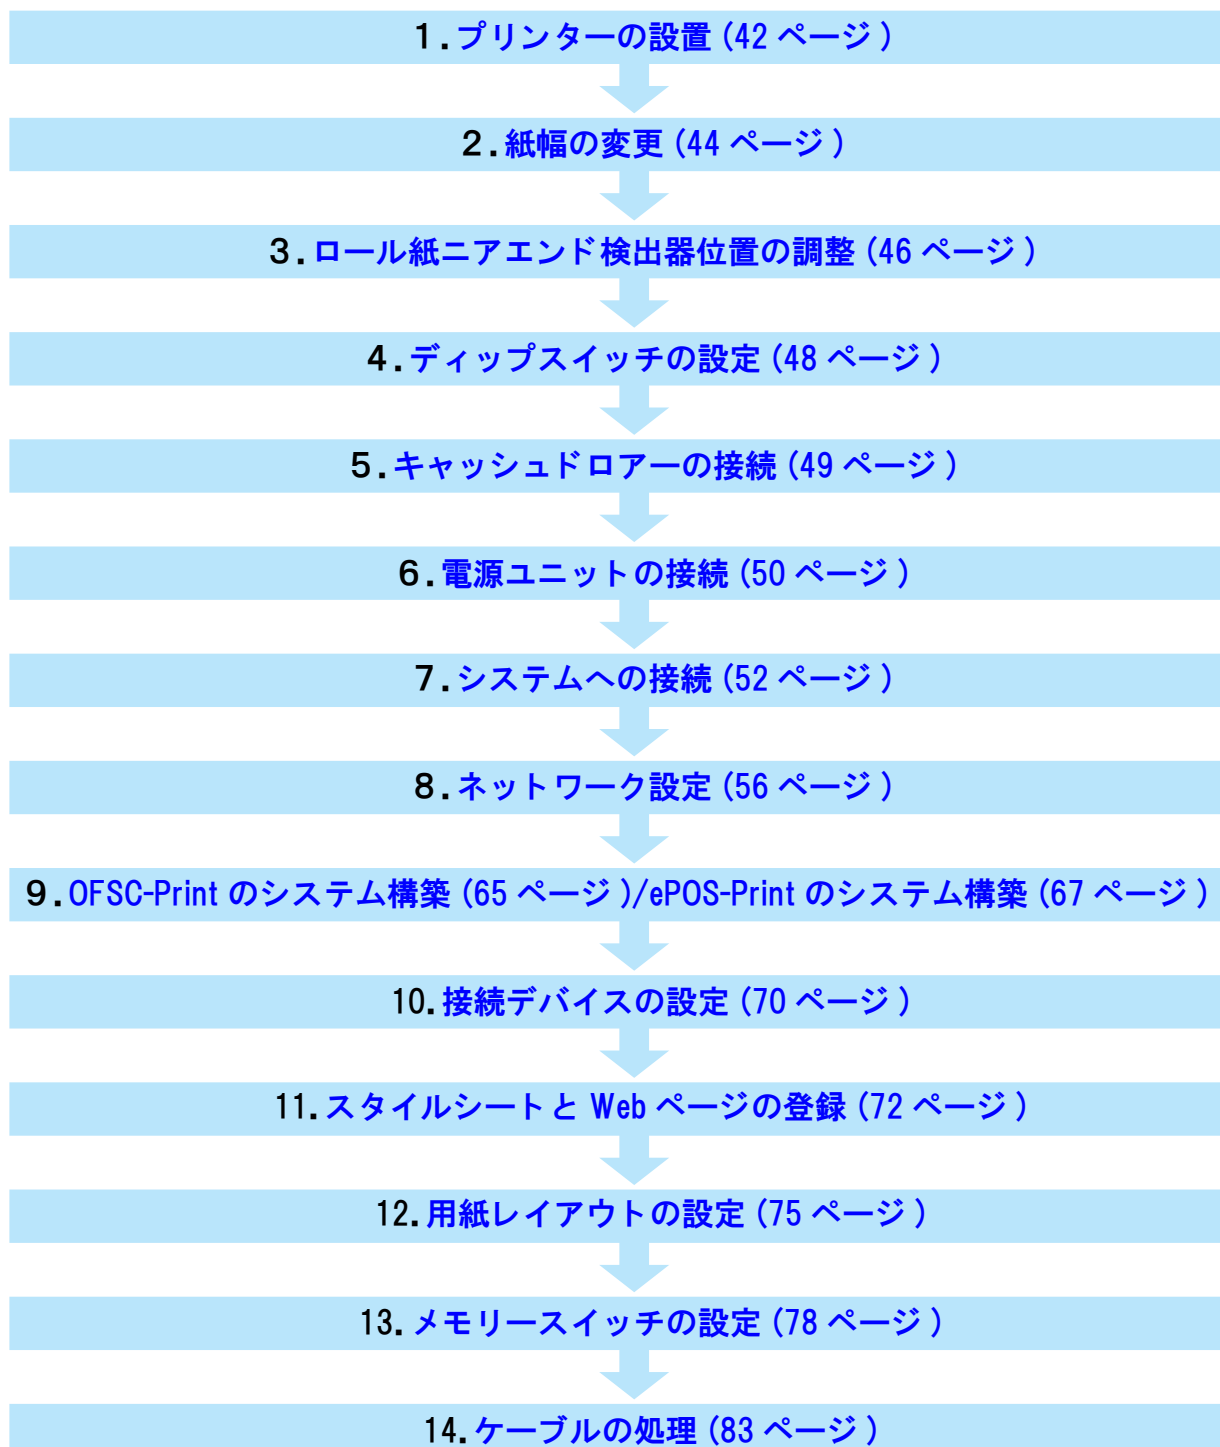 1.プリンターの設置 (42 ページ )
2.紙幅の変更 (44 ページ )
3.ロール紙ニアエンド検出器位置の調整 (46 ページ )
4.ディップスイッチの設定 (48 ページ )
5.キャッシュドロアーの接続 (49 ページ )
6.電源ユニットの接続 (50 ページ )
7.システムへの接続 (52 ページ )
8.ネットワーク設定 (56 ページ )
9.OFSC-Print のシステム構築 (65 ページ )/ePOS-Print のシステム構築 (67 ページ )
10.接続デバイスの設定 (70 ページ )
11.スタイルシートと Web ページの登録 (72 ページ )
12.用紙レイアウトの設定 (75 ページ )
13.メモリースイッチの設定 (78 ページ )
14.ケーブルの処理 (83 ページ )